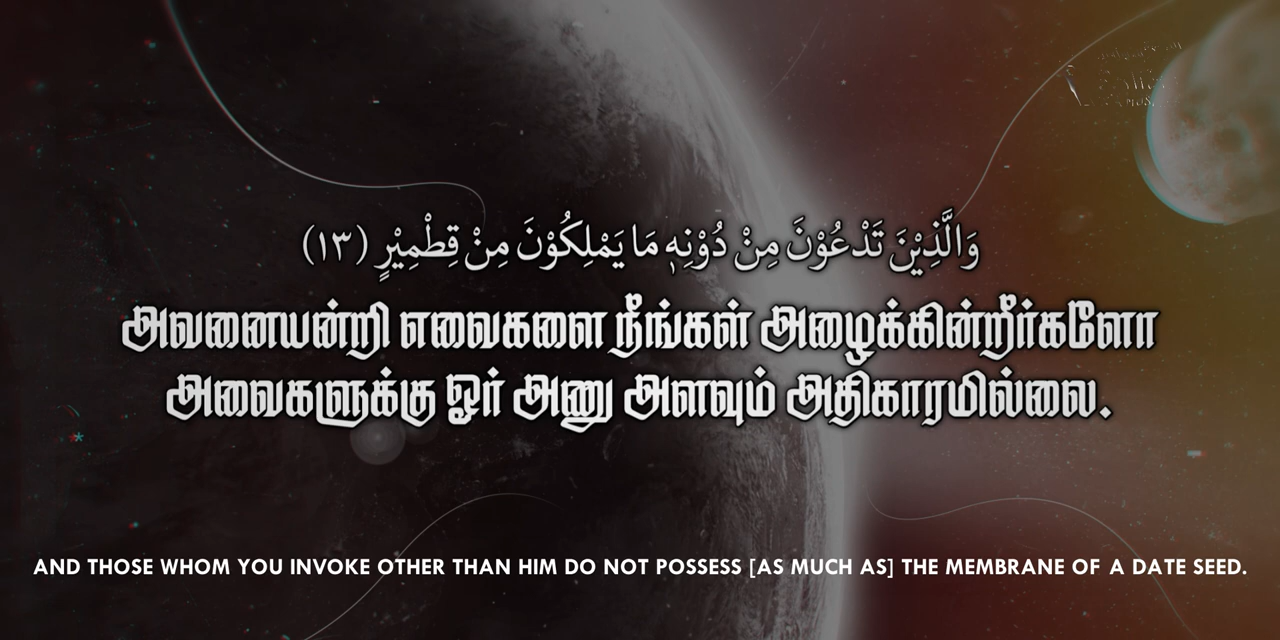 وَالَّذِيْنَ تَدْعُوْنَ مِنْ دُوْنِهٖ مَا يَمْلِكُوْنَ مِنْ قِطْمِيْرٍ (١٣)
அவனையன்றி எவைகளை நீங்கள் அழைக்கின்றீர்களோ
அவைகளுக்கு ஓர் அணு அளவும் அதிகாரமில்லை.
AND THOSE WHOM YOU INVOKE OTHER THAN HIM DO NOT POSSESS [AS MUCH AS] THE MEMBRANE OF A DATE SEED.